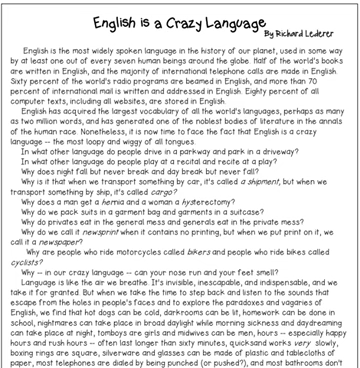 English is a Crazy Language
By Richard Lederer
English is the most widely spoken language in the history of our planet, used in some way
by at least one out of every seven human beings around the globe. Half of the world's books
are written in English, and the majority of international telephone calls are made in English.
Sixty percent of the world's radio programs are beamed in English, and more than 70
percent of international mail is written and addressed in English. Eighty percent of all
computer texts, including all websites, are stored in English.
English has acquired the largest vocabulary of all the world's languages, perhaps as many
as two million words, and has generated one of the noblest bodies of literature in the annals
of the human race. Nonetheless, it is now time to face the fact that English is a crazy
language -- the most loopy and wiggy of all tongues.
In what other language do people drive in a parkway and park in a driveway?
In what other language do people play at a recital and recite at a play?
Why does night fall but never break and day break but never fall?
Why is it that when we transport something by car, it's called a shipment, but when we
transport something by ship, it's called cargo?
Why does a man get a hernia and a woman a hysterectomy?
Why do we pack suits in a garment bag and garments in a suitcase?
Why do privates eat in the general mess and generals eat in the private mess?
Why do we call it newsprint when it contains no printing, but when we put print on it, we
call it a newspaper?
Why are people who ride motorcycles called bikers and people who ride bikes called
cyclists?
Why -- in our crazy language -- can your nose run and your feet smell?
Language is like the air we breathe. It's invisible, inescapable, and indispensable, and we
take it for granted. But when we take the time to step back and listen to the sounds that
escape from the holes in people's faces and to explore the paradoxes and vagaries of
English, we find that hot dogs can be cold, darkrooms can be lit, homework can be done in
school, nightmares can take place in broad daylight while morning sickness and daydreaming
can take place at night, tomboys are girls and midwives can be men, hours -- especially happy
hours and rush hours -- often last longer than sixty minutes, quicksand works very slowly,
boxing rings are square, silverware and glasses can be made of plastic and tablecloths of
paper, most telephones are dialed by being punched (or pushed?), and most bathrooms don't